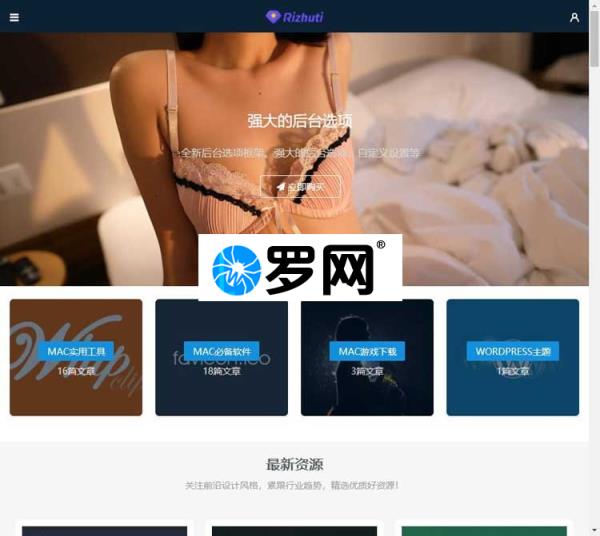 Rizhuti
强大的后台选项
全新后台选项框架、强大的后台选项、自定义设置等
立即购买
罗网®
MAC实用工具
16篇文章
MAC必备软件
favicon.ico
18篇文章
MAC游戏下载
3篇文章
WORDPRESS主题
1篇文章
最新资源
关注前沿设计风格，紧跟行业趋势，精选优质好资源！